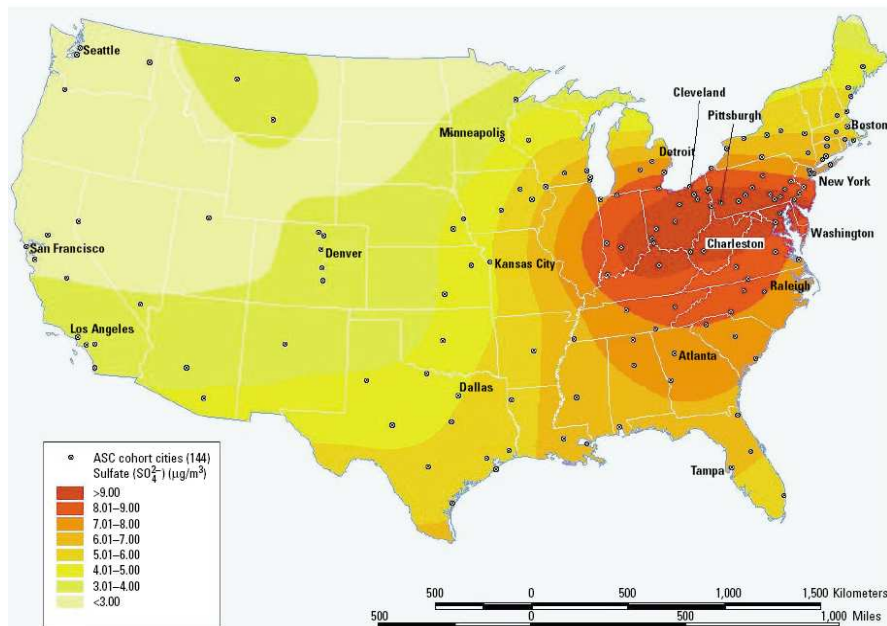 Seattle
Cleveland
Pittsburgh
Minneapolis
Boston
Detroit
New York
San Francisco
Denver
Washington
Charleston
Kansas City
Raleigh
Los Angeles
Atlanta
Dallas
Tampa
ASC cohort cities (144)
Sulfate (SO₄²⁻) (µg/m³)
>9.00
8.01–9.00
7.01–8.00
6.01–7.00
5.01–6.00
4.01–5.00
3.01–4.00
<3.00
500 0 500 1,000 1,500 Kilometers
500 0 500 1,000 Miles